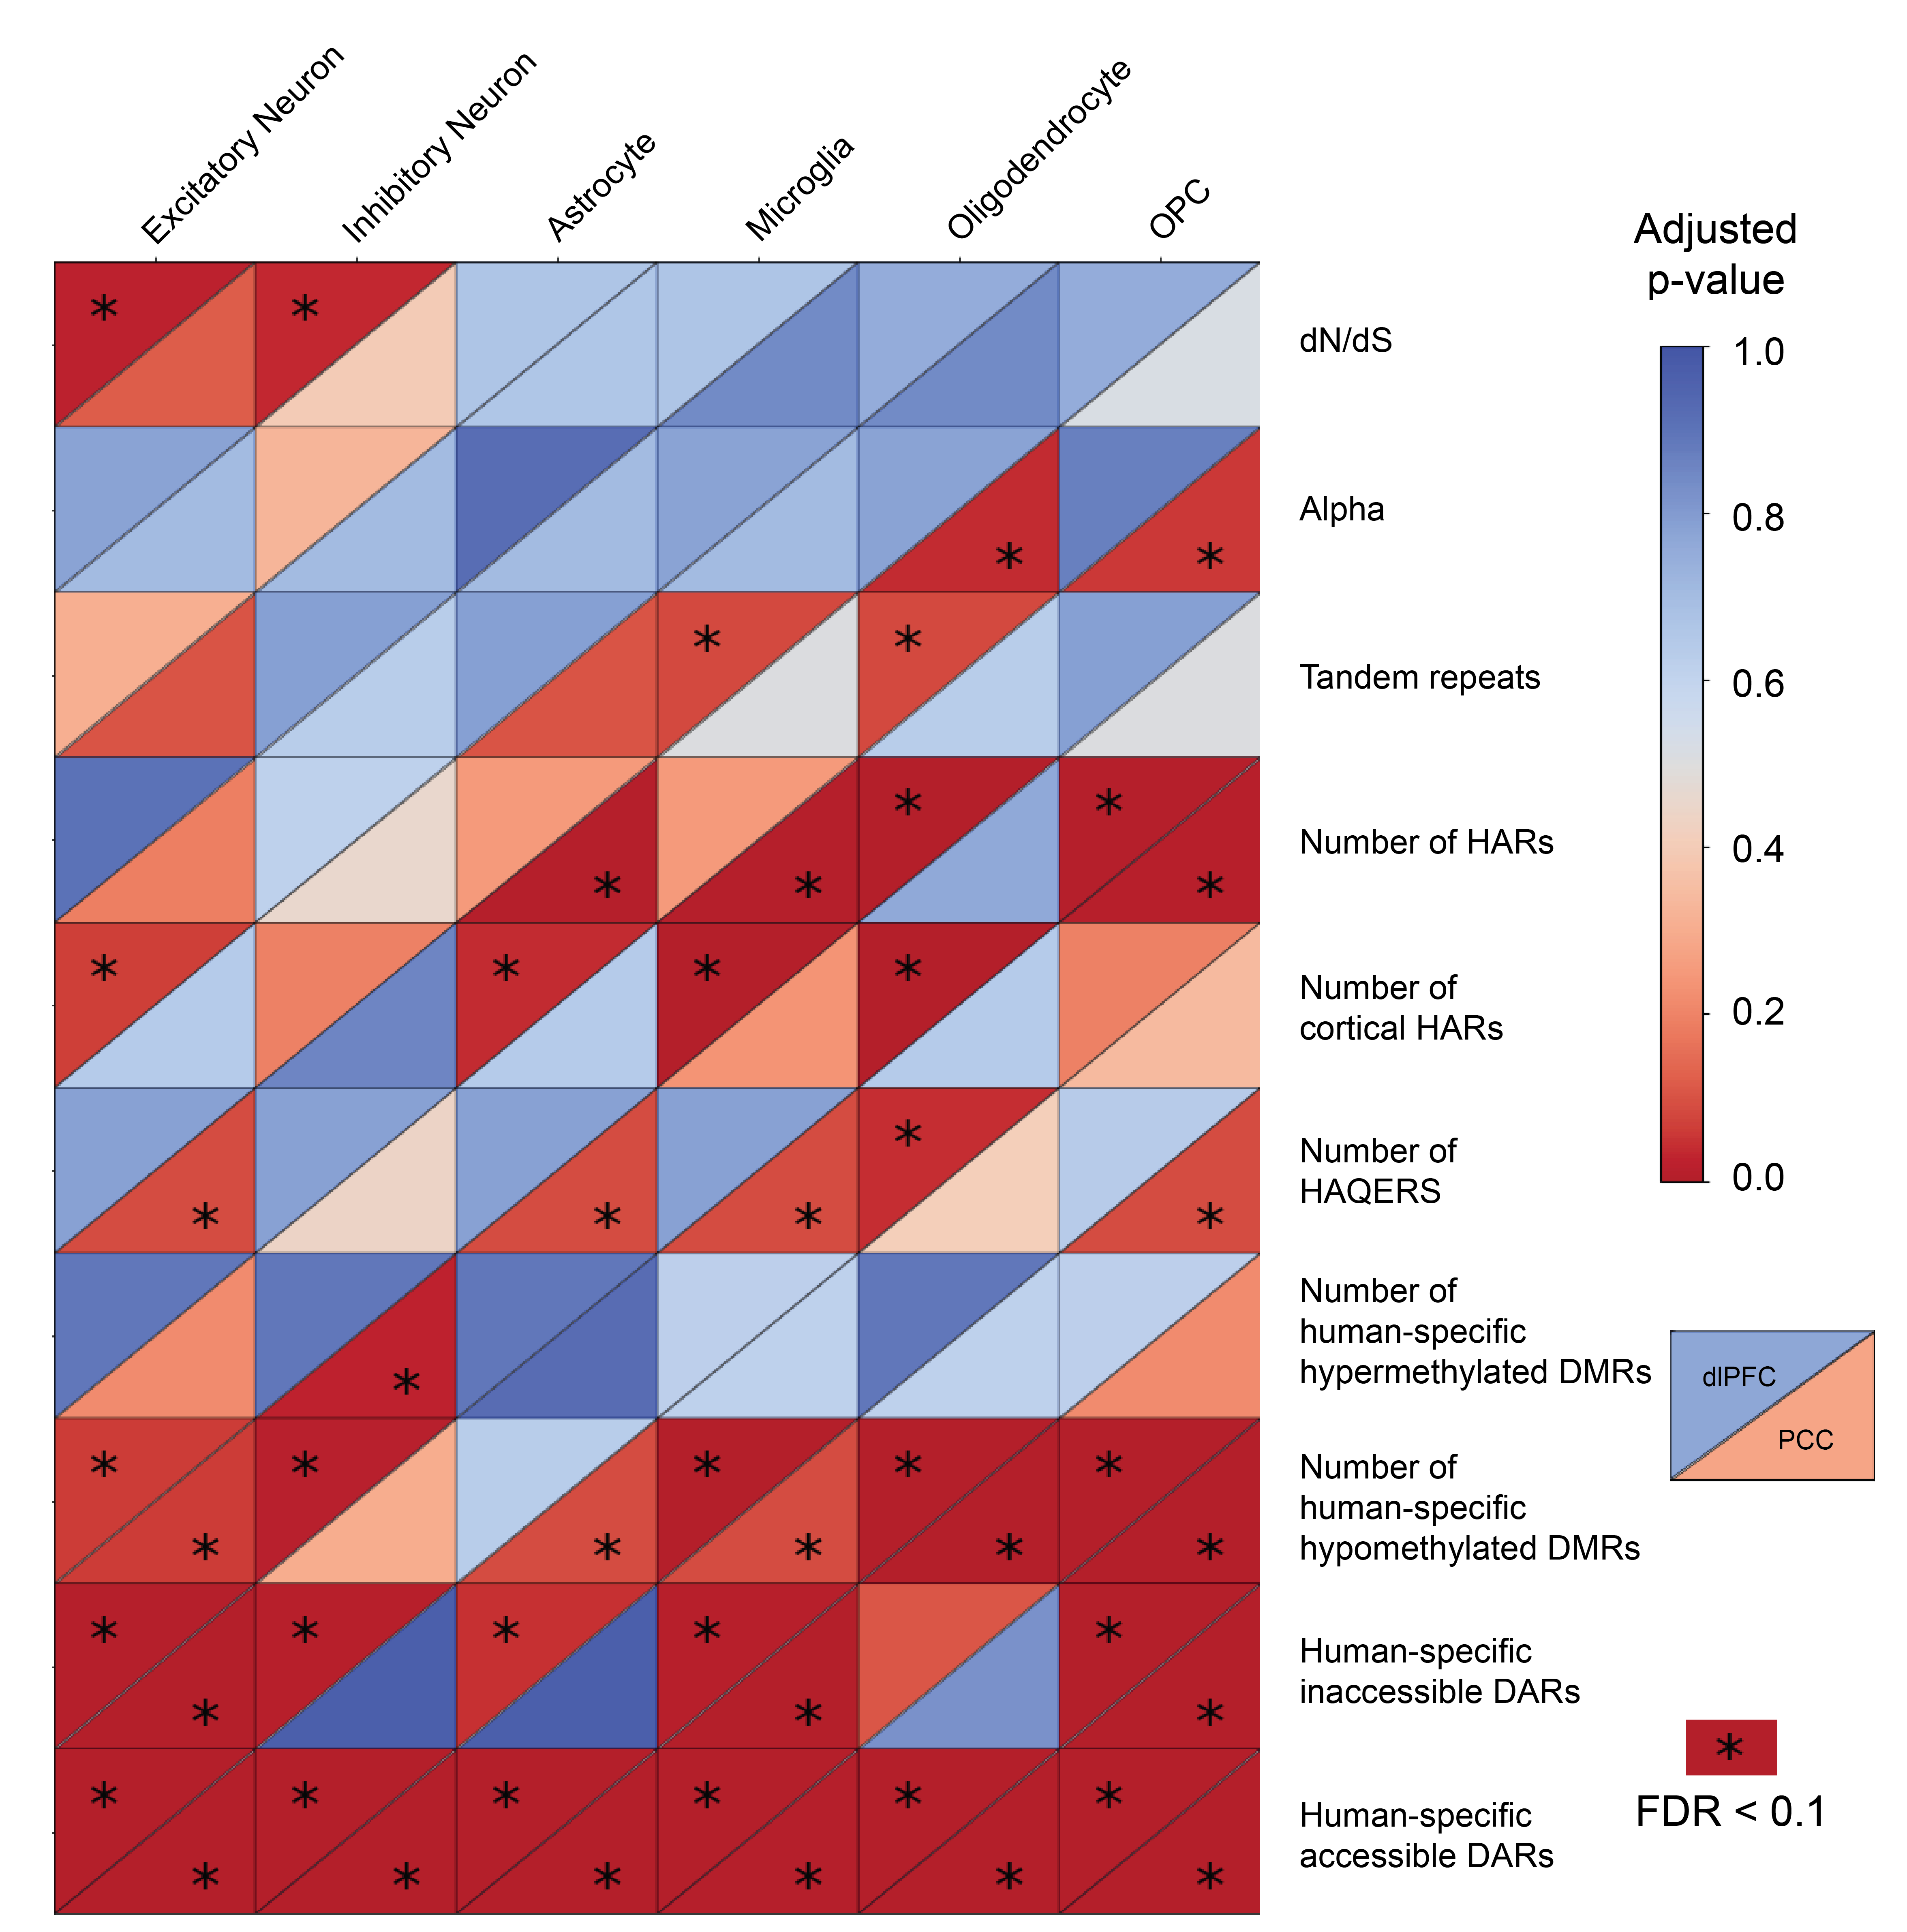 Excitatory Neuron
Inhibitory Neuron
Astrocyte
Microglia
Oligodendrocyte
OPC
Adjusted
p-value
1.0
0.8
0.6
0.4
0.2
0.0
dN/dS
Alpha
Tandem repeats
Number of HARs
Number of
cortical HARs
Number of
HAQERS
Number of
human-specific
hypermethylated DMRs
Number of
human-specific
hypomethylated DMRs
Human-specific
inaccessible DARs
Human-specific
accessible DARs
dlPFC
PCC
*
FDR < 0.1